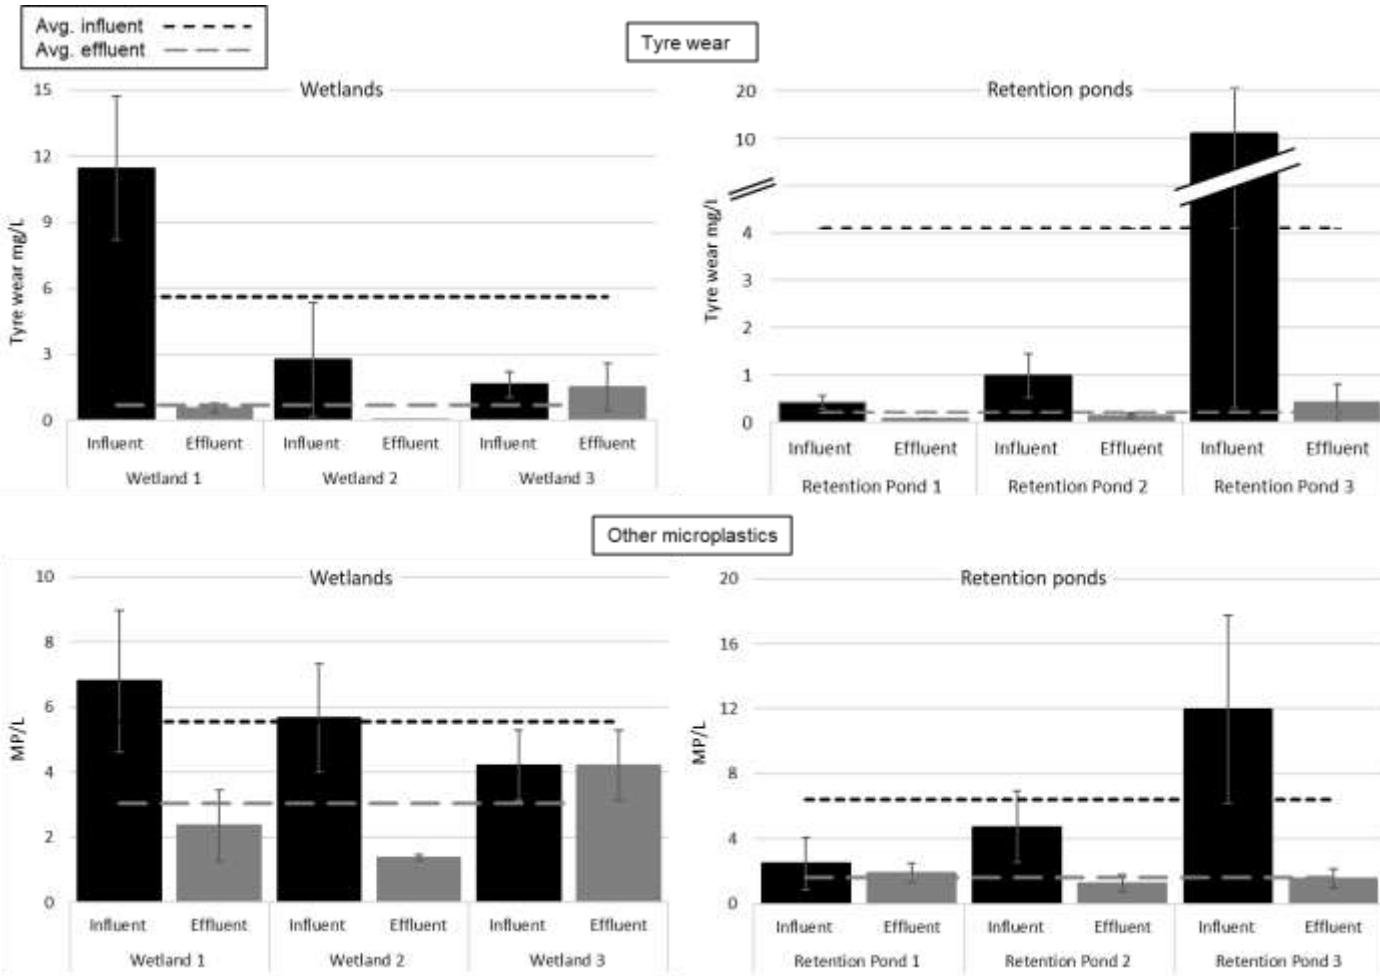 Avg. influent
Avg. effluent
Tyre wear
Wetlands
Tyre wear mg/L
15
12
9
6
3
0
Influent Effluent Influent Effluent Influent Effluent
Wetland 1 Wetland 2 Wetland 3
Retention ponds
Tyre wear mg/L
20
10
4
3
2
1
0
Influent Effluent Influent Effluent Influent Effluent
Retention Pond 1 Retention Pond 2 Retention Pond 3
Other microplastics
Wetlands
MP/L
10
8
6
4
2
0
Influent Effluent Influent Effluent Influent Effluent
Wetland 1 Wetland 2 Wetland 3
Retention ponds
MP/L
20
16
12
8
4
0
Influent Effluent Influent Effluent Influent Effluent
Retention Pond 1 Retention Pond 2 Retention Pond 3